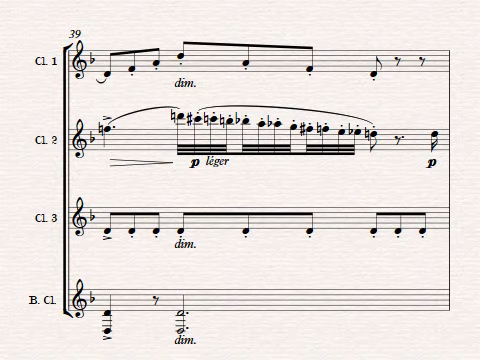 39
Cl. 1
dim.
Cl. 2
p léger
p
Cl. 3
dim.
B. Cl.
dim.